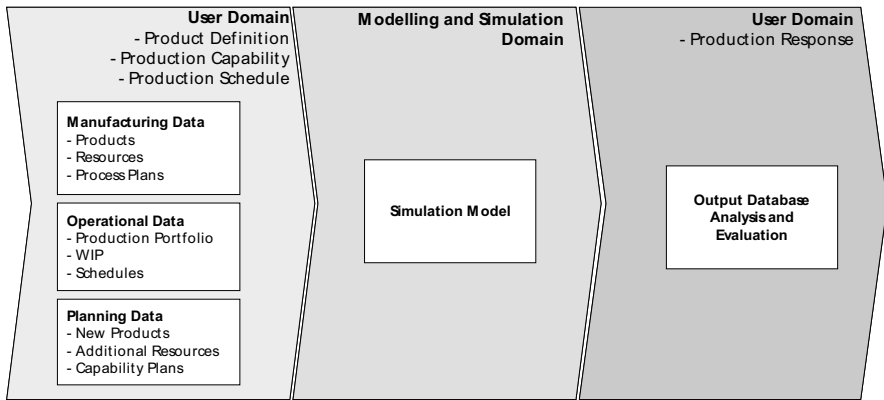 User Domain
- Product Definition
- Production Capability
- Production Schedule
Manufacturing Data
- Products
- Resources
- Process Plans
Operational Data
- Production Portfolio
- WIP
- Schedules
Planning Data
- New Products
- Additional Resources
- Capability Plans
Modelling and Simulation
Domain
Simulation Model
User Domain
- Production Response
Output Database
Analysis and
Evaluation